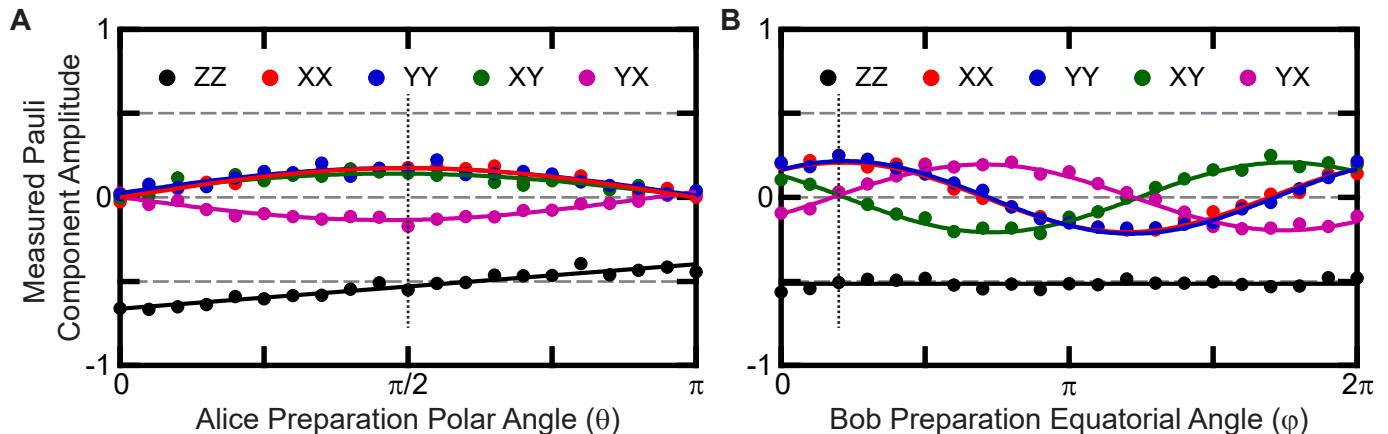 A
B
1
0
-1
Measured Pauli
Component Amplitude
ZZ XX YY XY YX
0 π/2 π
Alice Preparation Polar Angle (θ)
1
0
-1
ZZ XX YY XY YX
0 π 2π
Bob Preparation Equatorial Angle (φ)